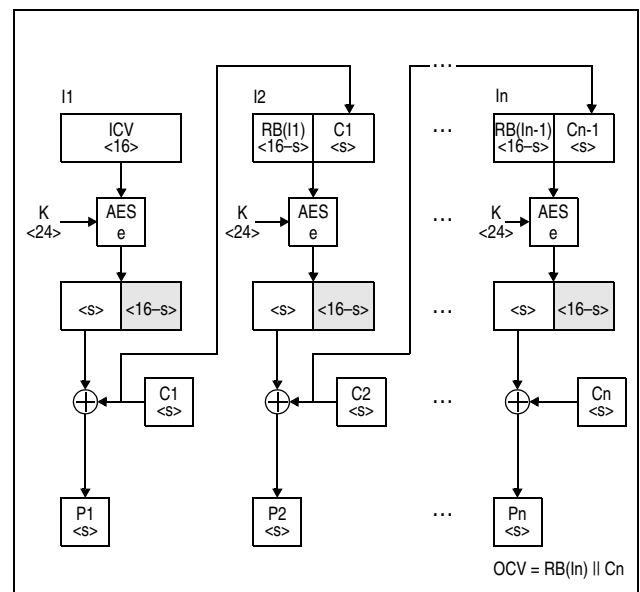 ...
I1 I2 In
ICV RB(I1) C1 ... RB(In-1) Cn-1
<16> <16–s> <s> <16–s> <s>
K AES K AES ... K AES
<24> e <24> e <24> e
<s> <16–s> <s> <16–s> ... <s> <16–s>
C1 C2 ... Cn
<s> <s> <s>
P1 P2 ... Pn
<s> <s> <s>
OCV = RB(In) || Cn